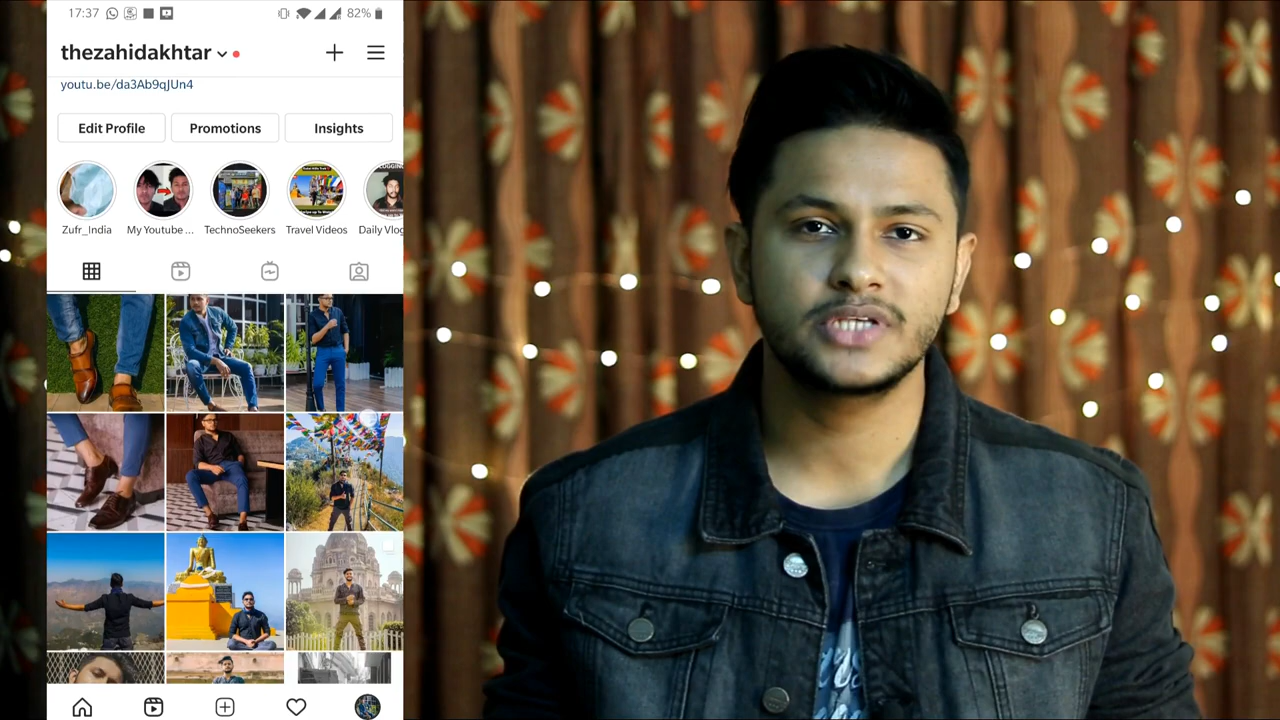 17:37
82%
thezahidakhtar
youtu.be/da3Ab9qJUn4
Edit Profile
Promotions
Insights
Zufr_India
My Youtube ...
TechnoSeekers
Travel Videos
Daily Vlog